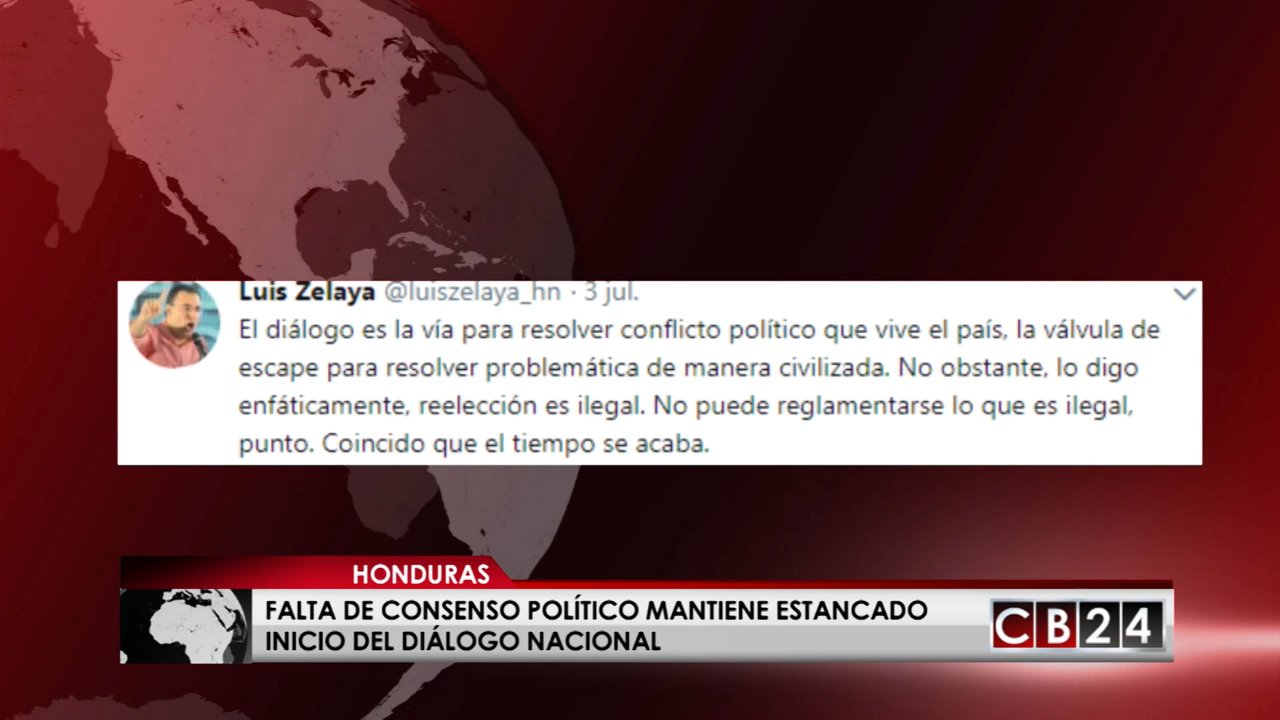 Luis Zelaya @luiszelaya_hn · 3 jul.
El diálogo es la vía para resolver conflicto político que vive el país, la válvula de
escape para resolver problemática de manera civilizada. No obstante, lo digo
enfáticamente, reelección es ilegal. No puede reglamentarse lo que es ilegal,
punto. Coincido que el tiempo se acaba.
HONDURAS
FALTA DE CONSENSO POLÍTICO MANTIENE ESTANCADO
INICIO DEL DIÁLOGO NACIONAL
CB24